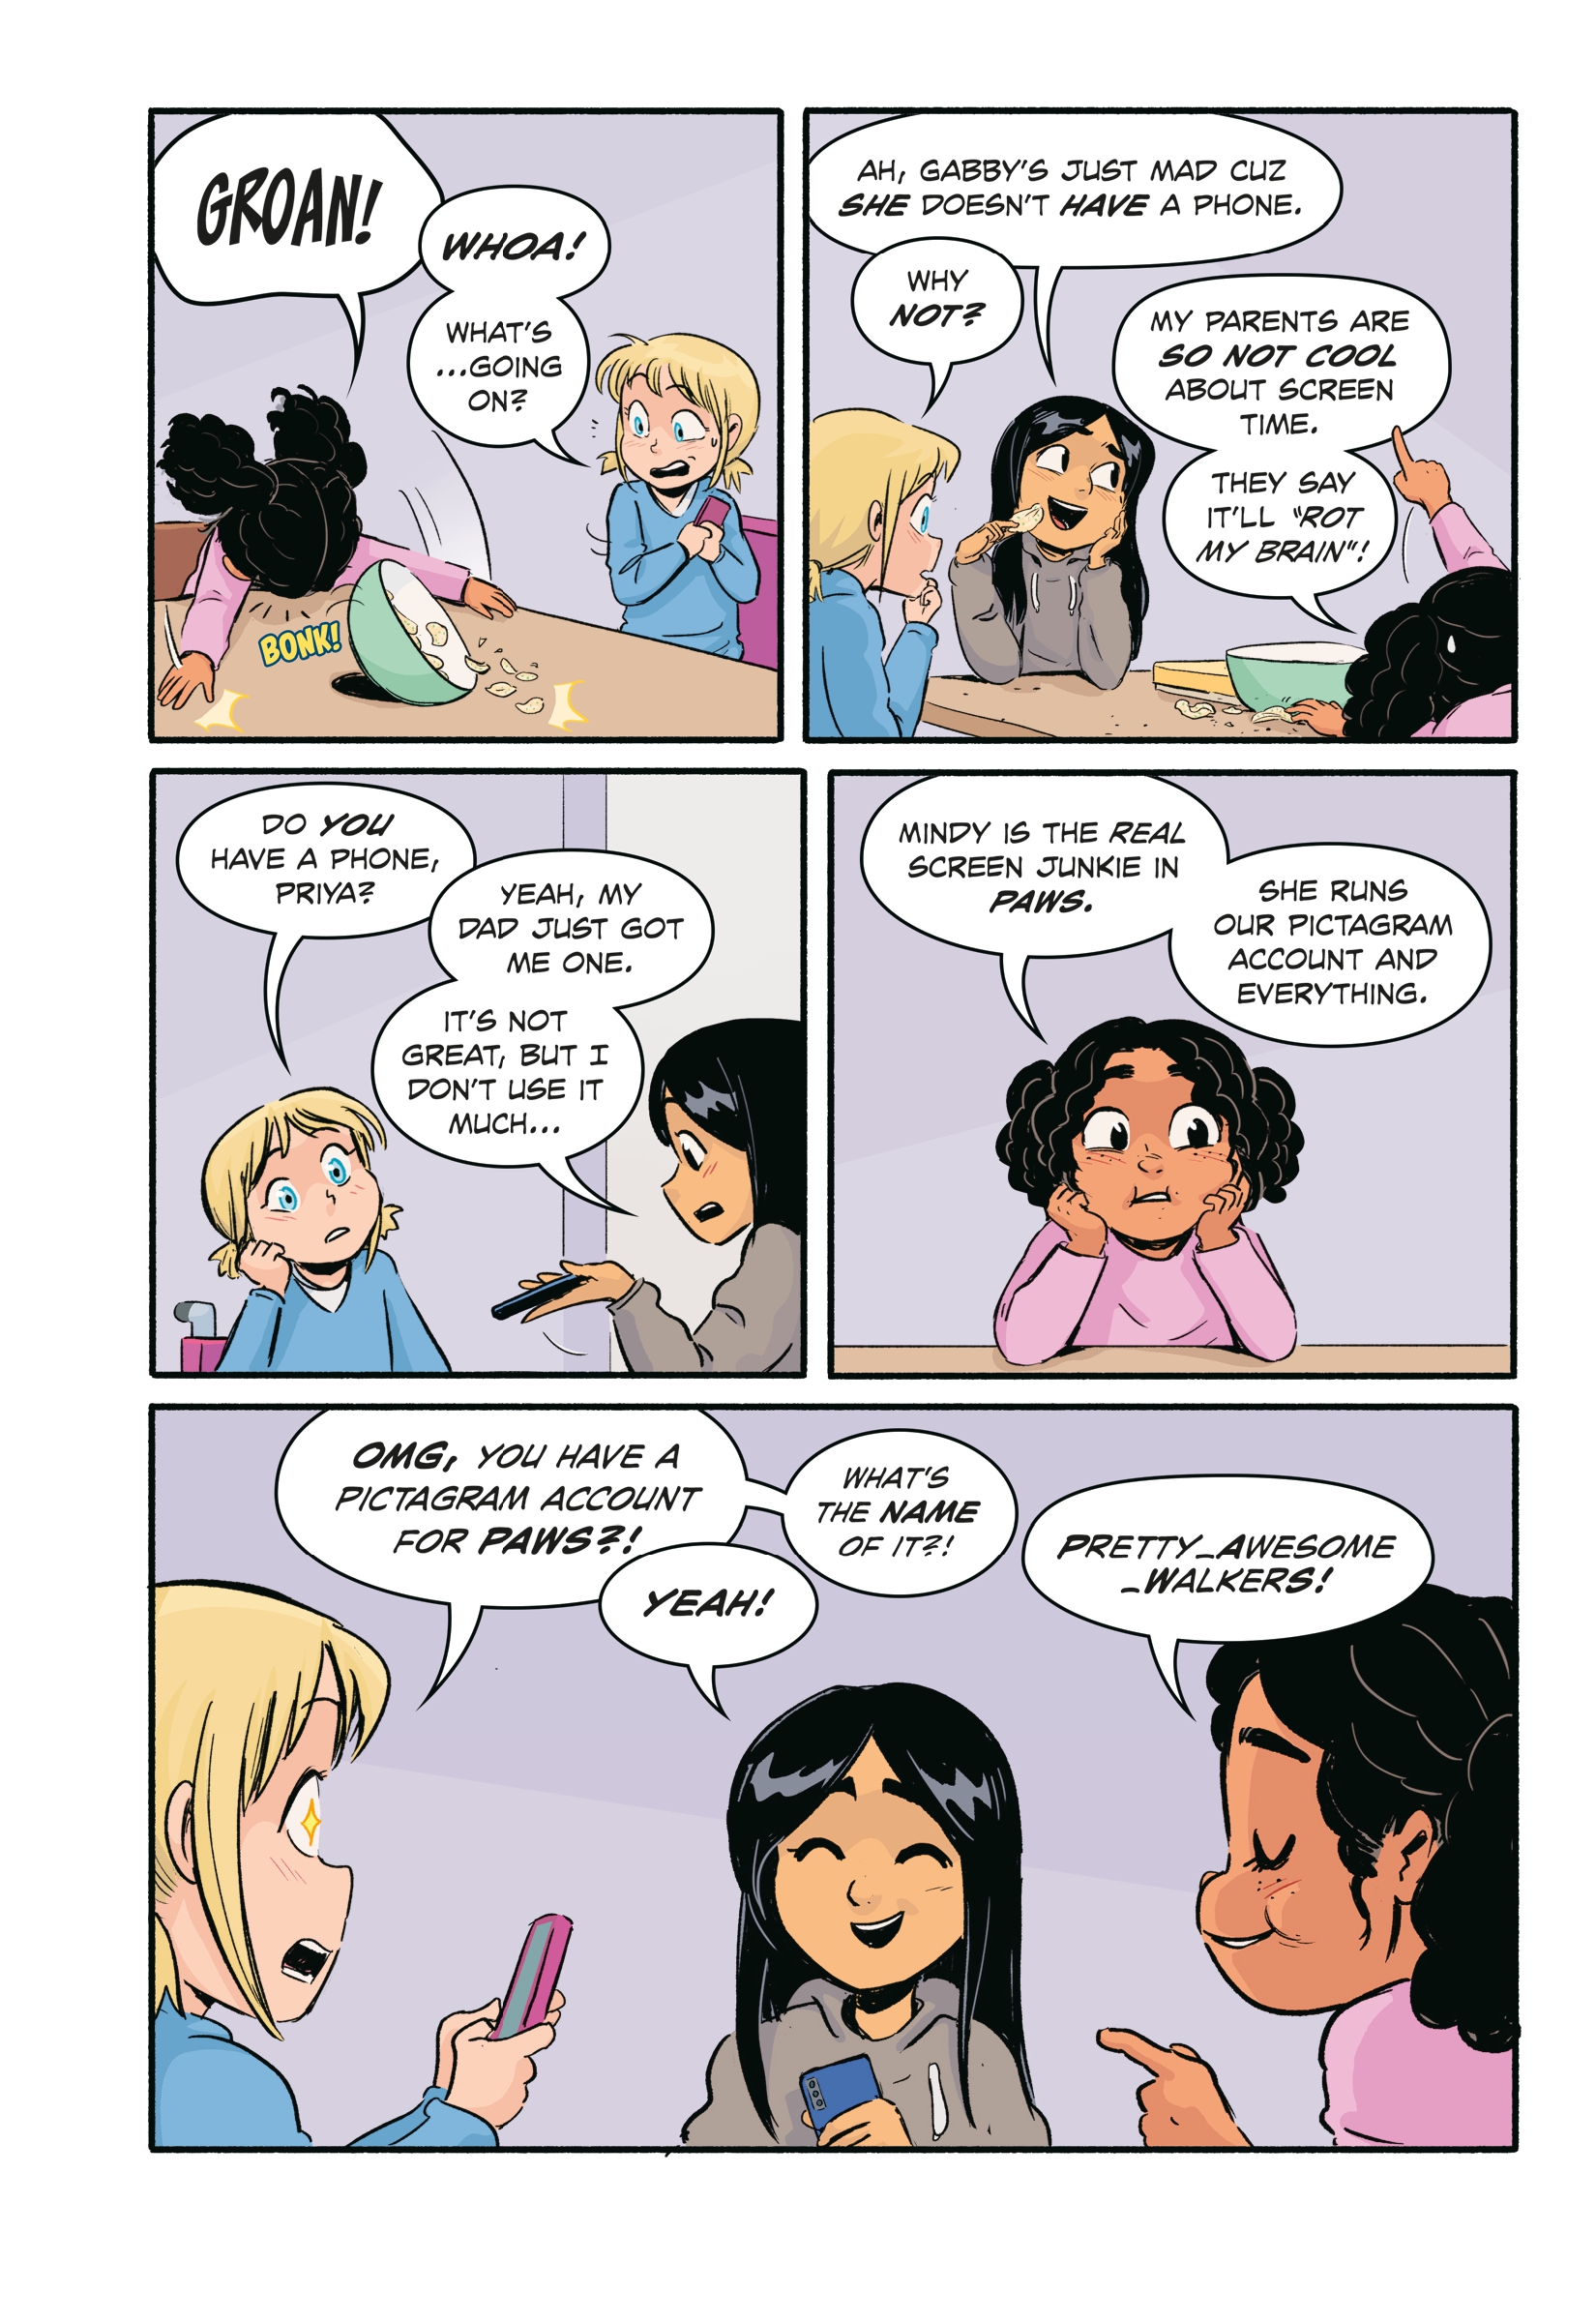 GROAN!
WHOA!
WHAT'S
...GOING
ON?
BONK!
AH, GABBY'S JUST MAD CUZ
SHE DOESN'T HAVE A PHONE.
WHY
NOT?
MY PARENTS ARE
SO NOT COOL
ABOUT SCREEN
TIME.
THEY SAY
IT'LL "ROT
MY BRAIN"!
DO YOU
HAVE A PHONE,
PRIYA?
YEAH, MY
DAD JUST GOT
ME ONE.
IT'S NOT
GREAT, BUT I
DON'T USE IT
MUCH...
MINDY IS THE REAL
SCREEN JUNKIE IN
PAWS.
SHE RUNS
OUR PICTAGRAM
ACCOUNT AND
EVERYTHING.
OMG, YOU HAVE A
PICTAGRAM ACCOUNT
FOR PAWS?!
WHAT'S
THE NAME
OF IT?!
YEAH!
PRETTY_AWESOME
_WALKERS!